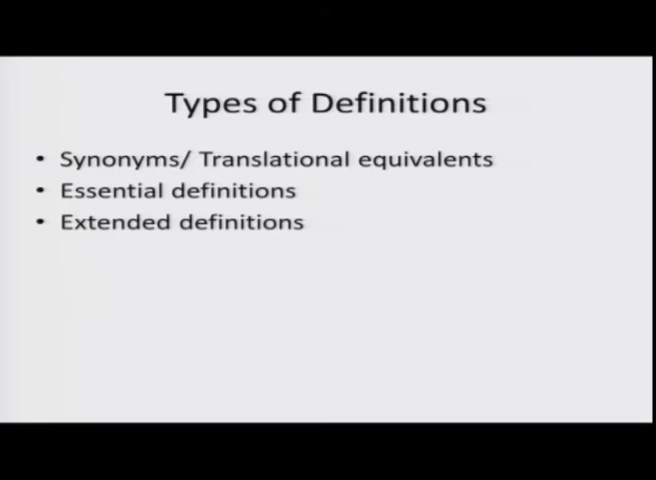 Types of Definitions
• Synonyms/ Translational equivalents
• Essential definitions
• Extended definitions